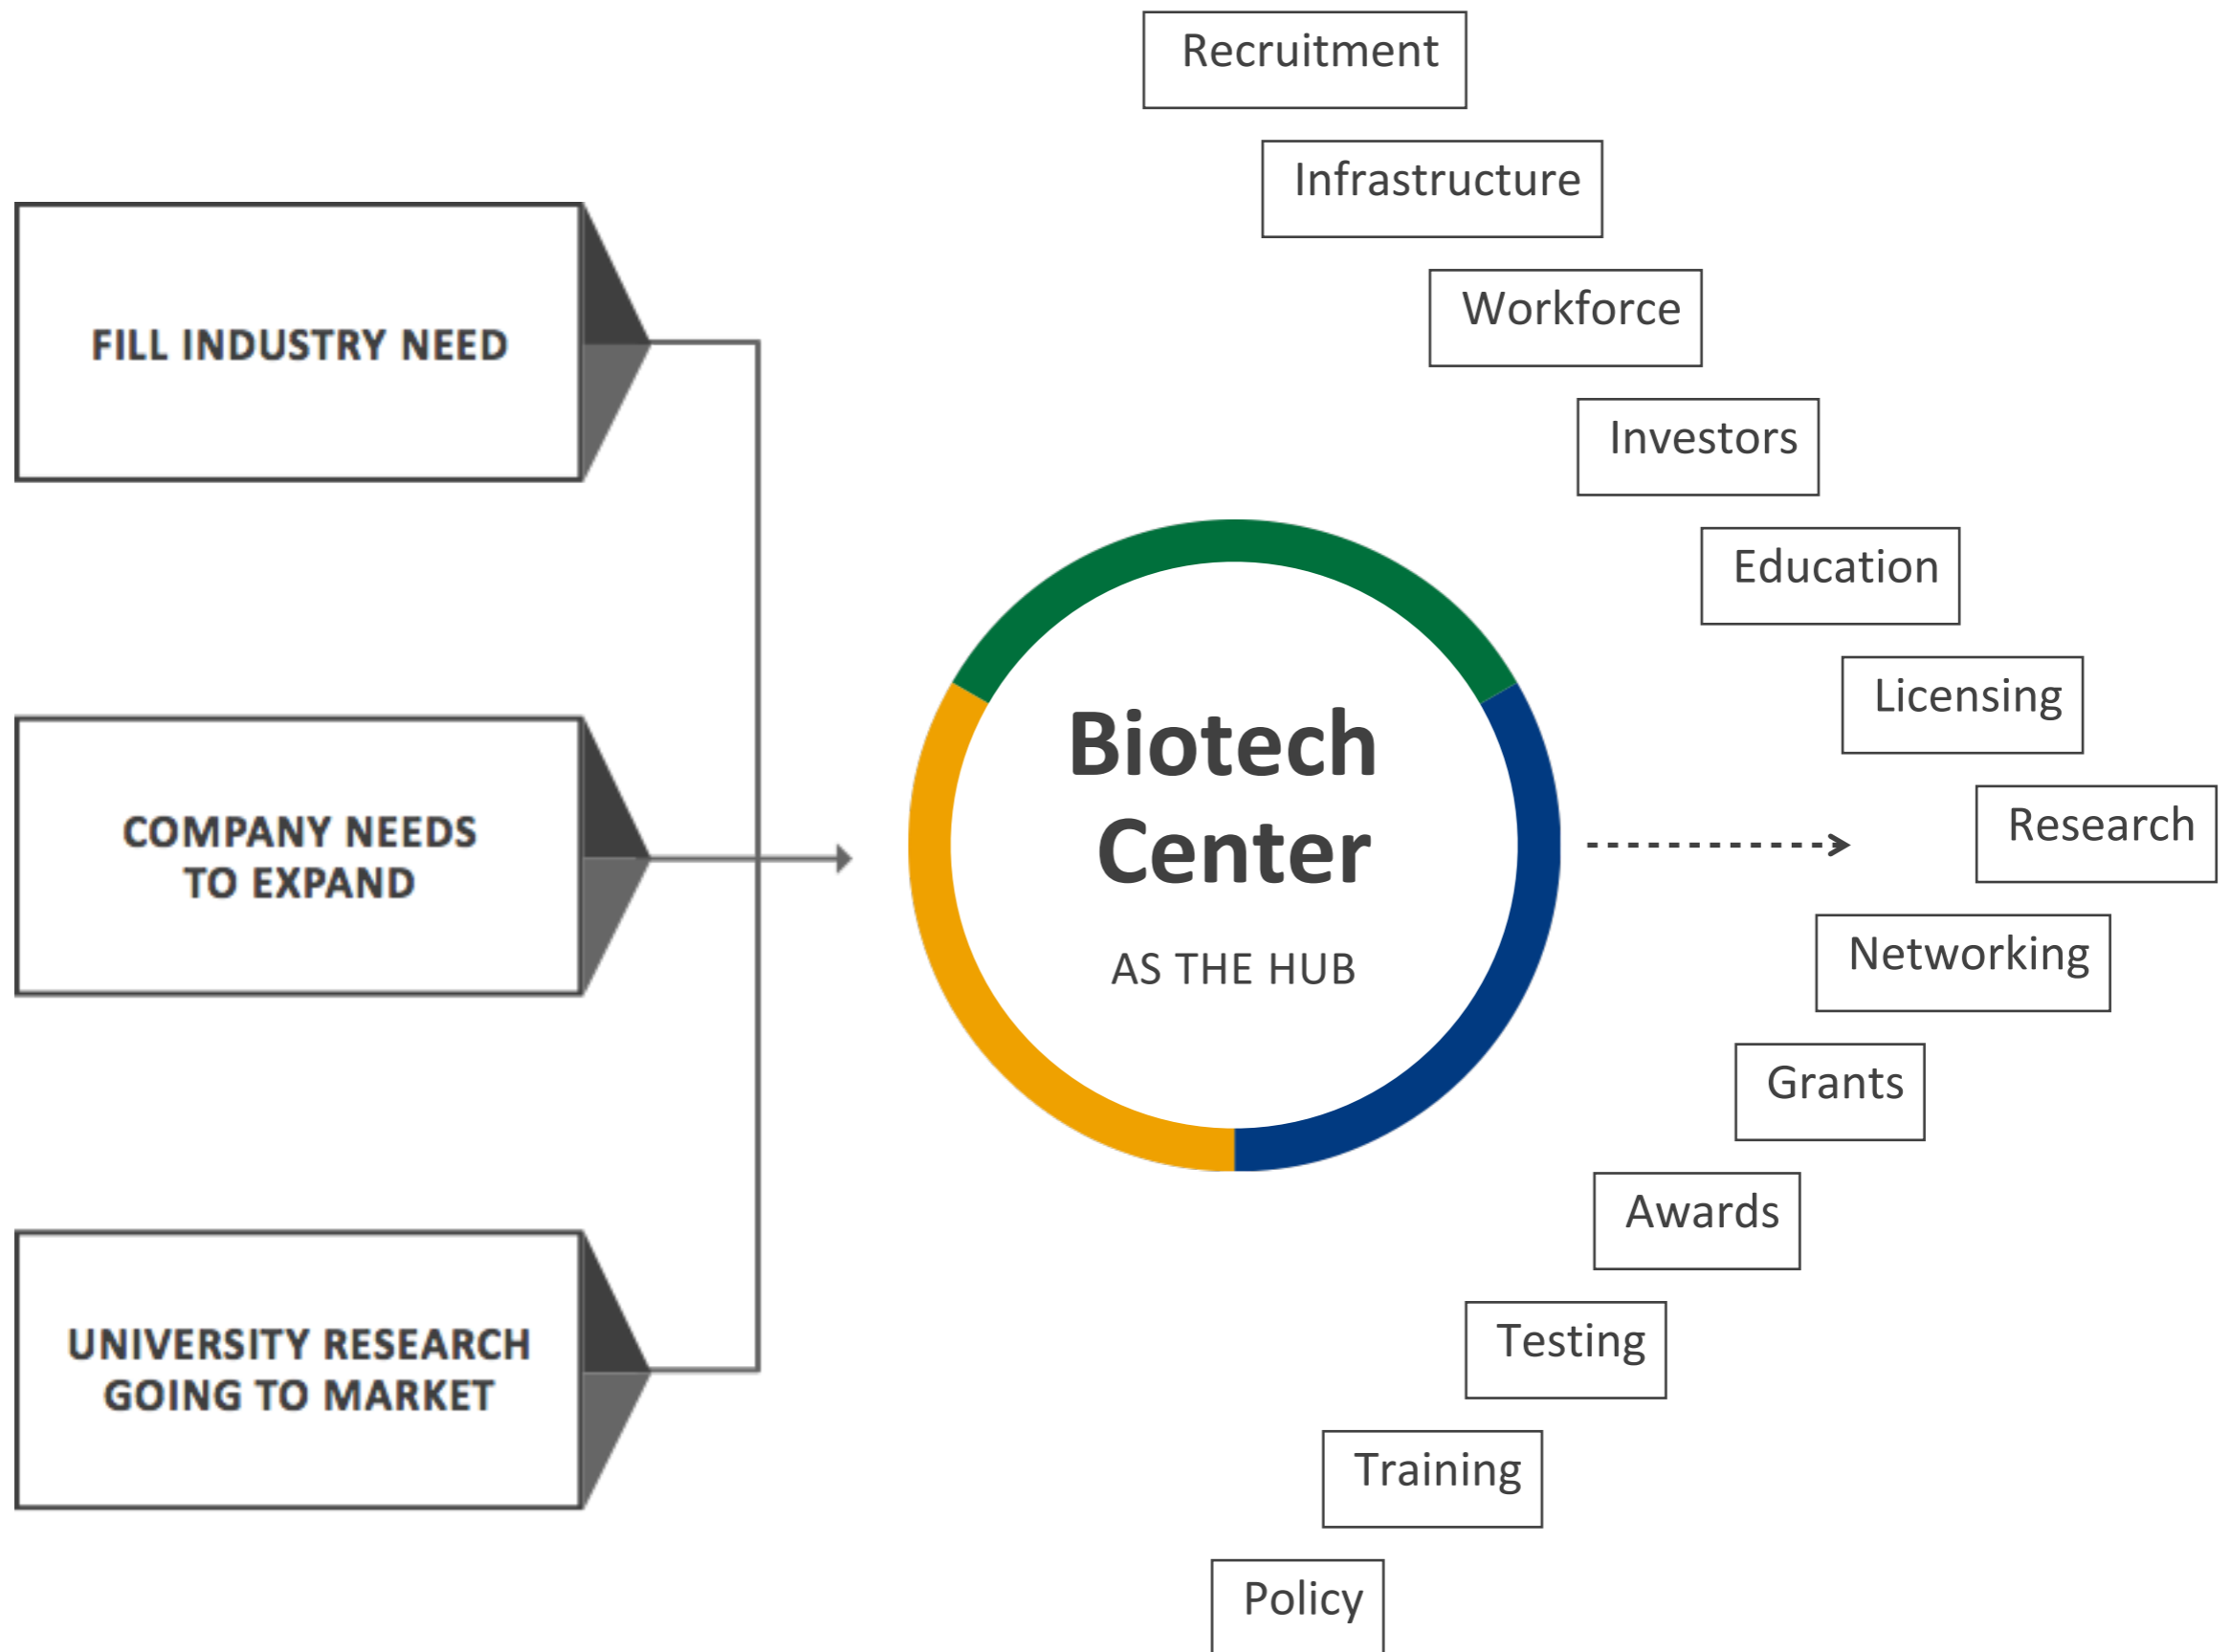 Recruitment
Infrastructure
Workforce
Investors
Education
Licensing
Research
Networking
Grants
Awards
Testing
Training
Policy
FILL INDUSTRY NEED
COMPANY NEEDS
TO EXPAND
UNIVERSITY RESEARCH
GOING TO MARKET
Biotech
Center
AS THE HUB